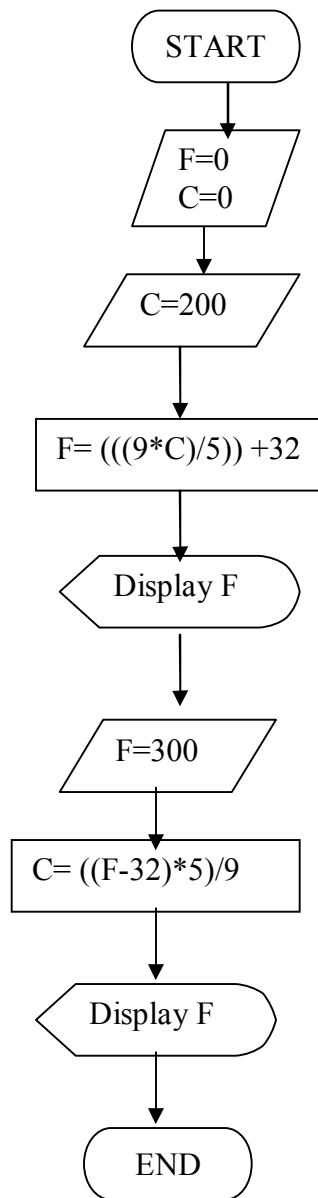 START
F=0
C=0
C=200
F= (((9*C)/5)) +32
Display F
F=300
C= ((F-32)*5)/9
Display F
END